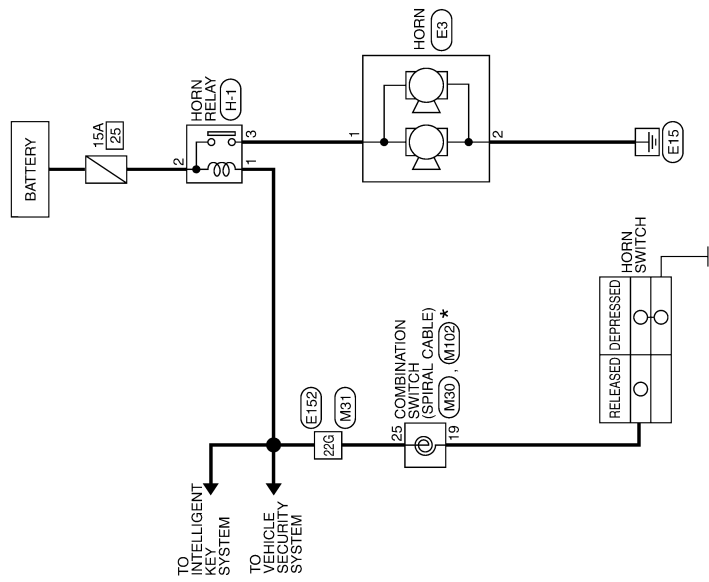 BATTERY
15A
25
2
HORN
RELAY
H-1
3
1
HORN
E3
1
2
E15
TO
INTELLIGENT
KEY
SYSTEM
TO
VEHICLE
SECURITY
SYSTEM
E152
M31
22G
25
COMBINATION
SWITCH
(SPIRAL CABLE)
M30 , M102 *
19
RELEASED
DEPRESSED
HORN
SWITCH